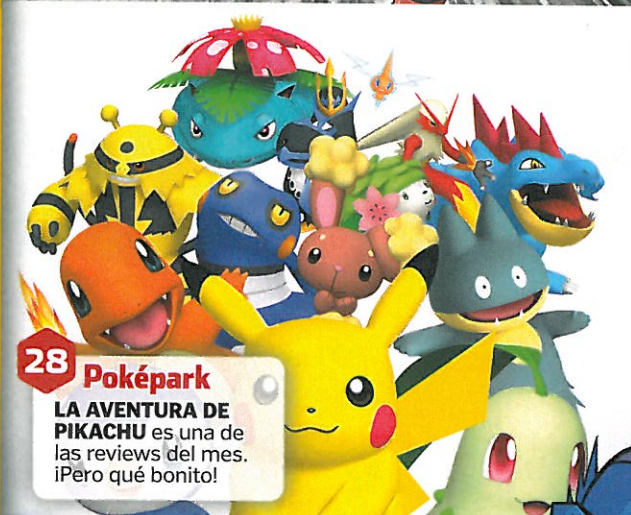 28
Poképark
LA AVENTURA DE
PIKACHU es una de
las reviews del mes.
¡Pero qué bonito!